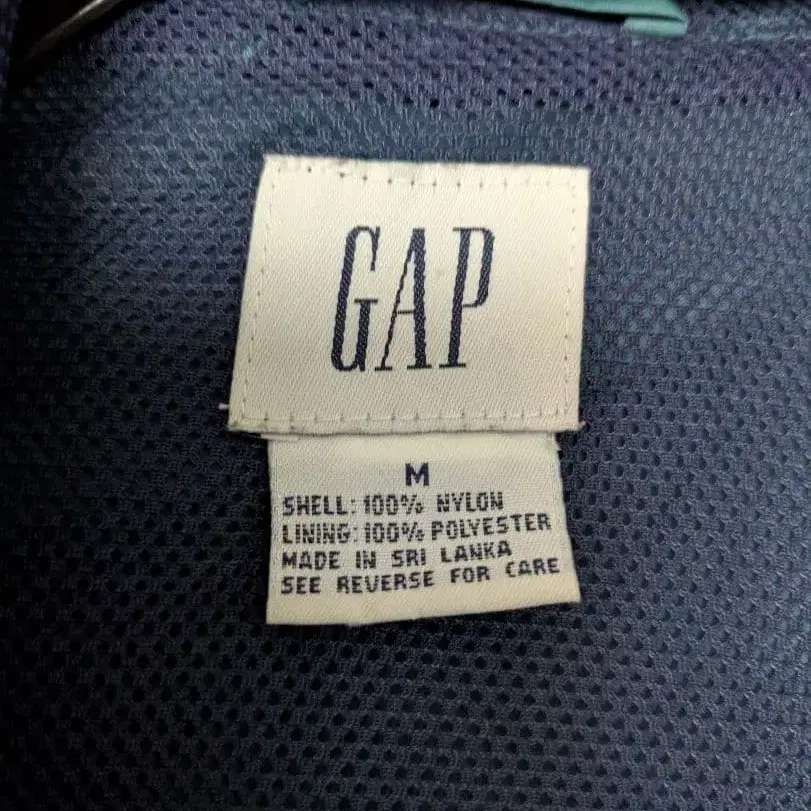 GAP
M
SHELL: 100% NYLON
LINING: 100% POLYESTER
MADE IN SRI LANKA
SEE REVERSE FOR CARE